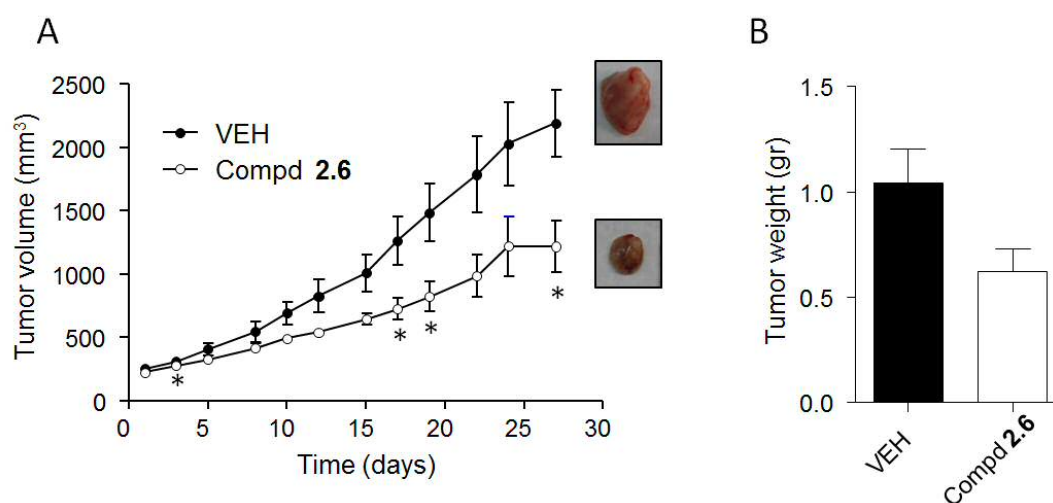 A
Tumor volume (mm³)
2500
2000
1500
1000
500
0
VEH
Compd 2.6
*
*
*
*
0 5 10 15 20 25 30
Time (days)
B
Tumor weight (gr)
1.5
1.0
0.5
0.0
VEH
Compd 2.6